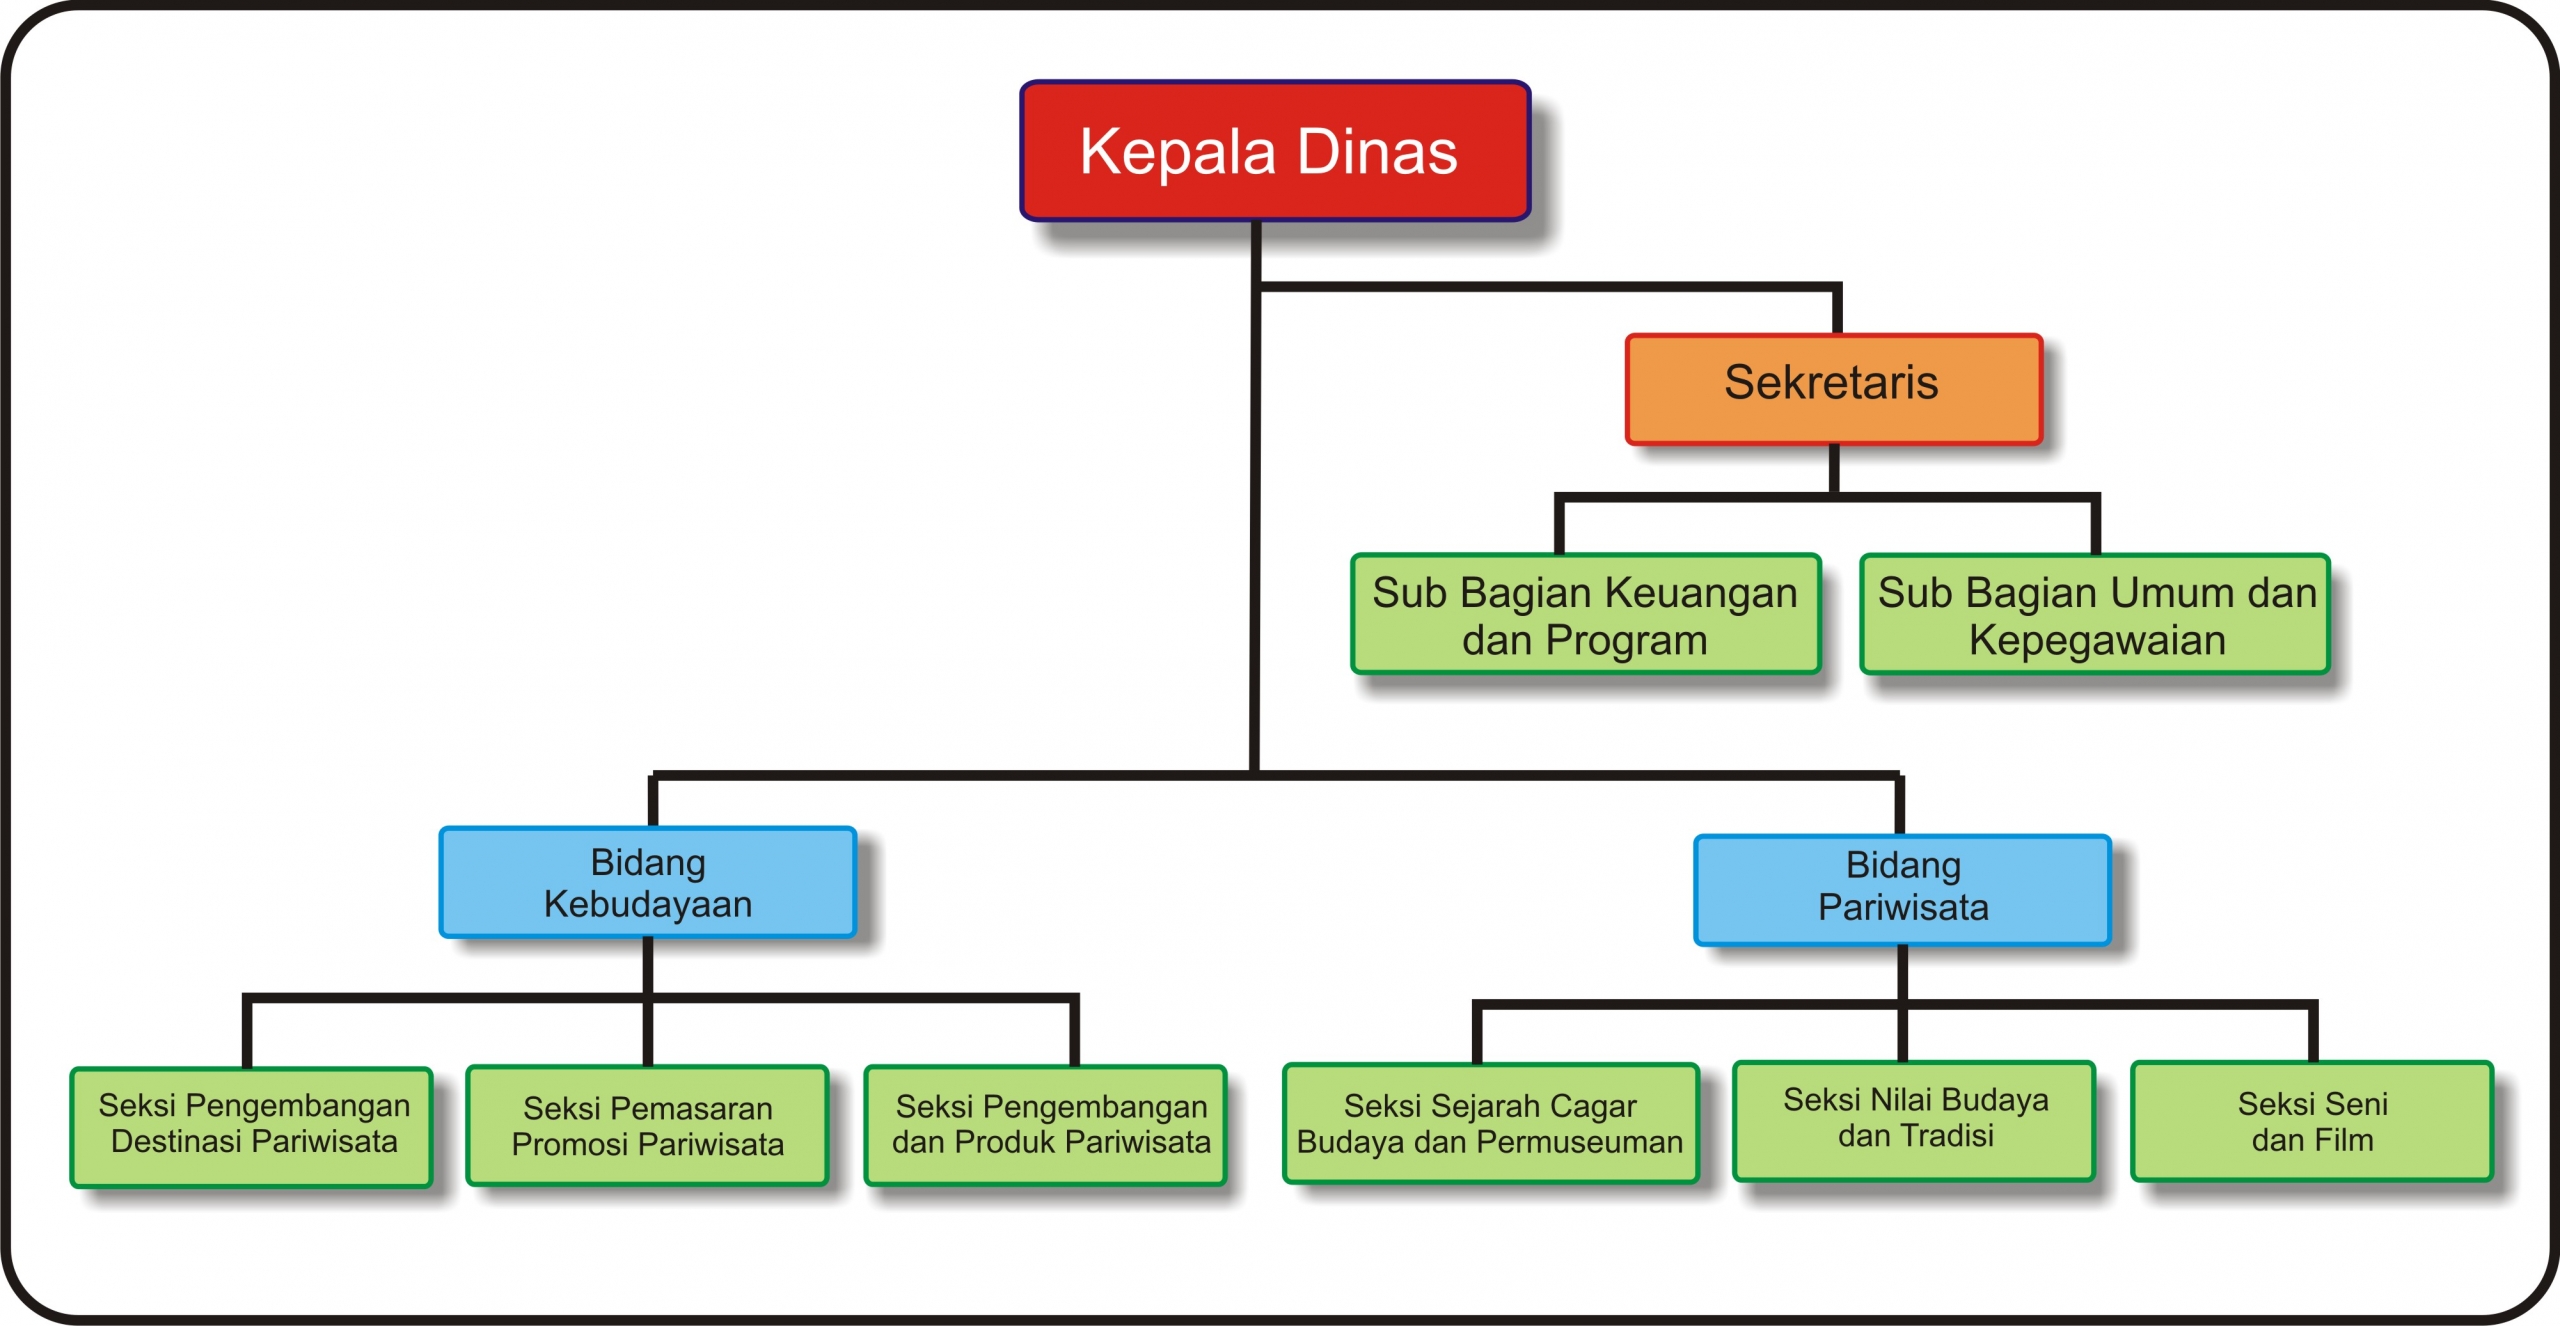 Kepala Dinas
Sekretaris
Sub Bagian Keuangan
dan Program
Sub Bagian Umum dan
Kepegawaian
Bidang
Kebudayaan
Bidang
Pariwisata
Seksi Pengembangan
Destinasi Pariwisata
Seksi Pemasaran
Promosi Pariwisata
Seksi Pengembangan
dan Produk Pariwisata
Seksi Sejarah Cagar
Budaya dan Permuseuman
Seksi Nilai Budaya
dan Tradisi
Seksi Seni
dan Film